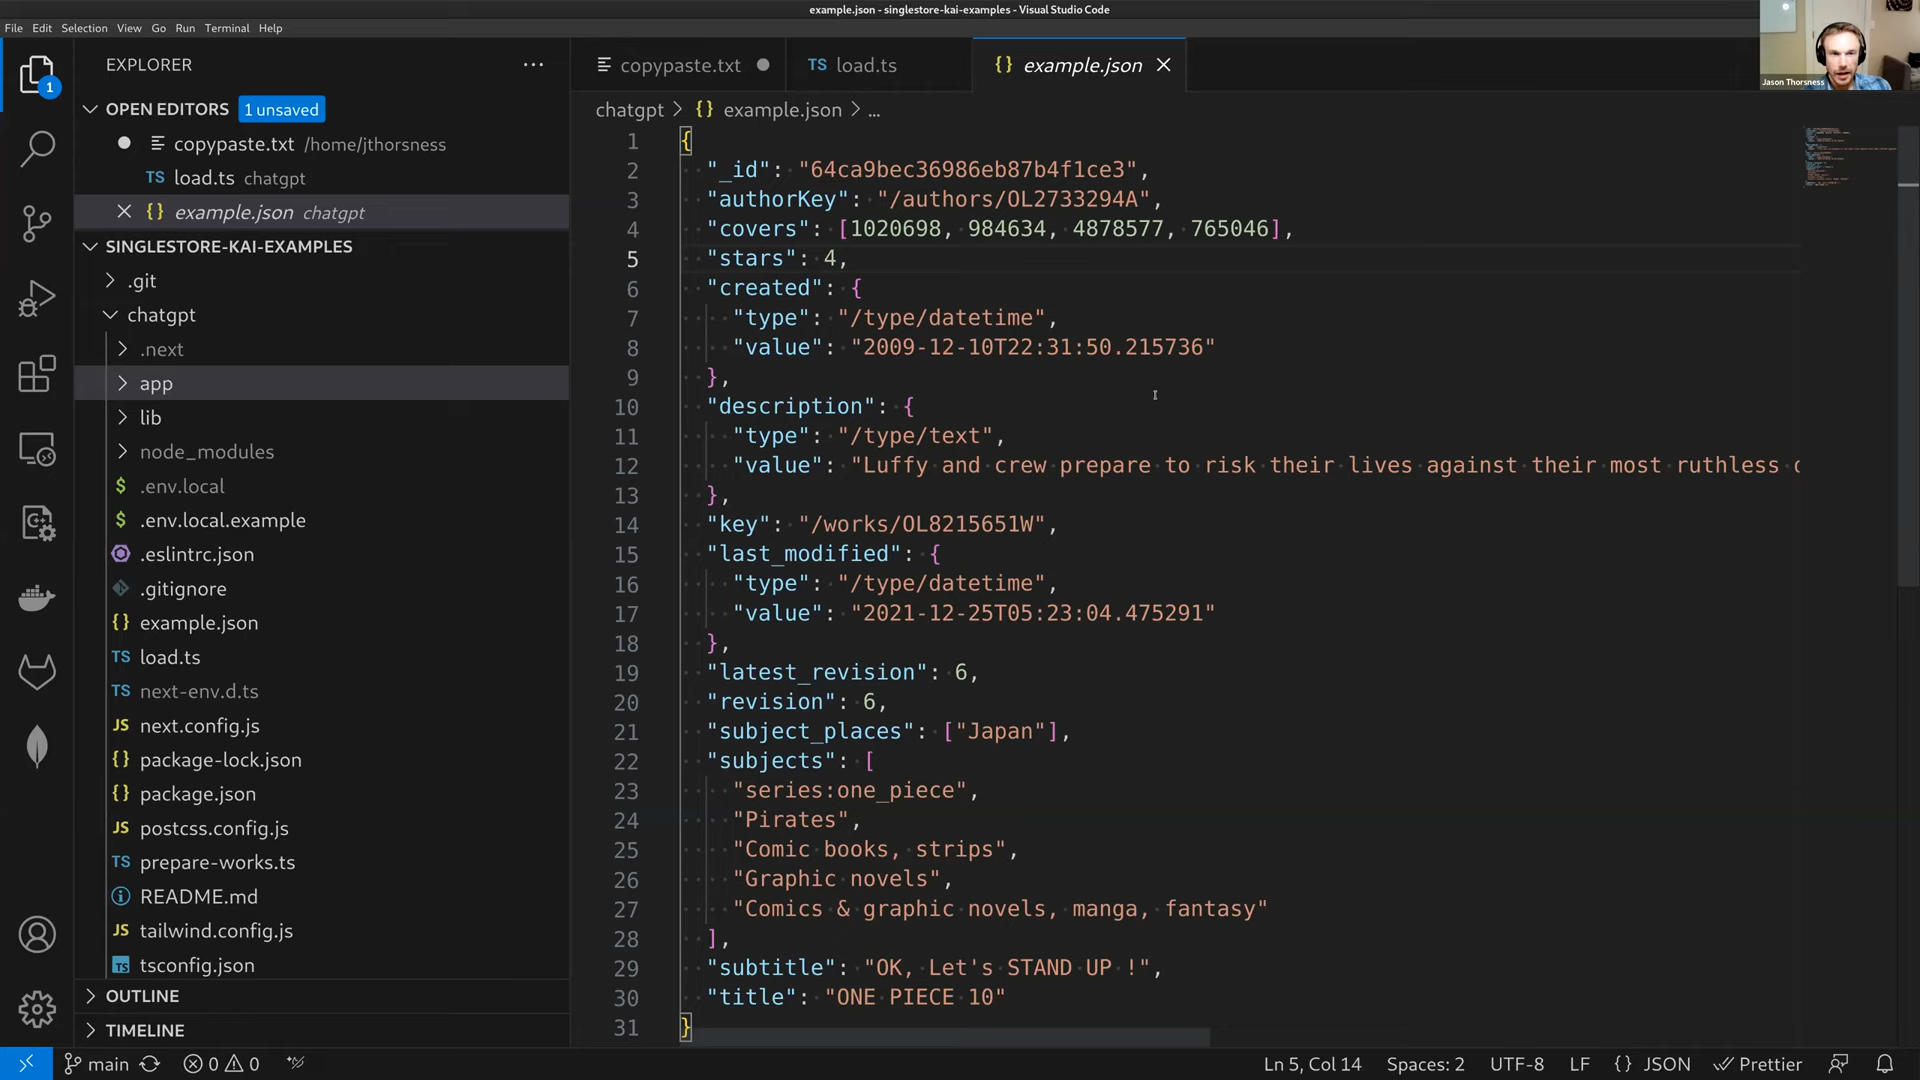 example.json - singlestore-kai-examples - Visual Studio Code
File Edit Selection View Go Run Terminal Help
Jason Thorsness
EXPLORER
copypaste.txt
TS load.ts
{} example.json
OPEN EDITORS 1 unsaved
copypaste.txt /home/jthorsness
TS load.ts chatgpt
{} example.json chatgpt
SINGLESTORE-KAI-EXAMPLES
.git
chatgpt
.next
app
lib
node_modules
$ .env.local
$ .env.local.example
.eslintrc.json
.gitignore
{} example.json
TS load.ts
TS next-env.d.ts
JS next.config.js
{} package-lock.json
{} package.json
JS postcss.config.js
TS prepare-works.ts
README.md
JS tailwind.config.js
TS tsconfig.json
OUTLINE
TIMELINE
1
chatgpt > {} example.json > ...
1 {
2 "_id": "64ca9bec36986eb87b4f1ce3",
3 "authorKey": "/authors/OL2733294A",
4 "covers": [1020698, 984634, 4878577, 765046],
5 "stars": 4,
6 "created": {
7 "type": "/type/datetime",
8 "value": "2009-12-10T22:31:50.215736"
9 },
10 "description": {
11 "type": "/type/text",
12 "value": "Luffy and crew prepare to risk their lives against their most ruthless
13 },
14 "key": "/works/OL8215651W",
15 "last_modified": {
16 "type": "/type/datetime",
17 "value": "2021-12-25T05:23:04.475291"
18 },
19 "latest_revision": 6,
20 "revision": 6,
21 "subject_places": ["Japan"],
22 "subjects": [
23 "series:one_piece",
24 "Pirates",
25 "Comic books, strips",
26 "Graphic novels",
27 "Comics & graphic novels, manga, fantasy"
28 ],
29 "subtitle": "OK, Let's STAND UP !",
30 "title": "ONE PIECE 10"
31 }
main 0 0 Ln 5, Col 14 Spaces: 2 UTF-8 LF {} JSON Prettier